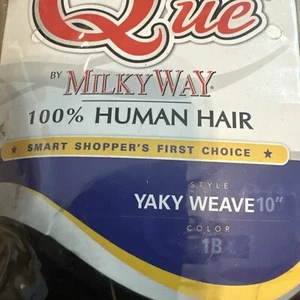 Que
BY MILKYWAY®
100% HUMAN HAIR
★ SMART SHOPPER'S FIRST CHOICE ★
STYLE
YAKY WEAVE 10"
COLOR
1B